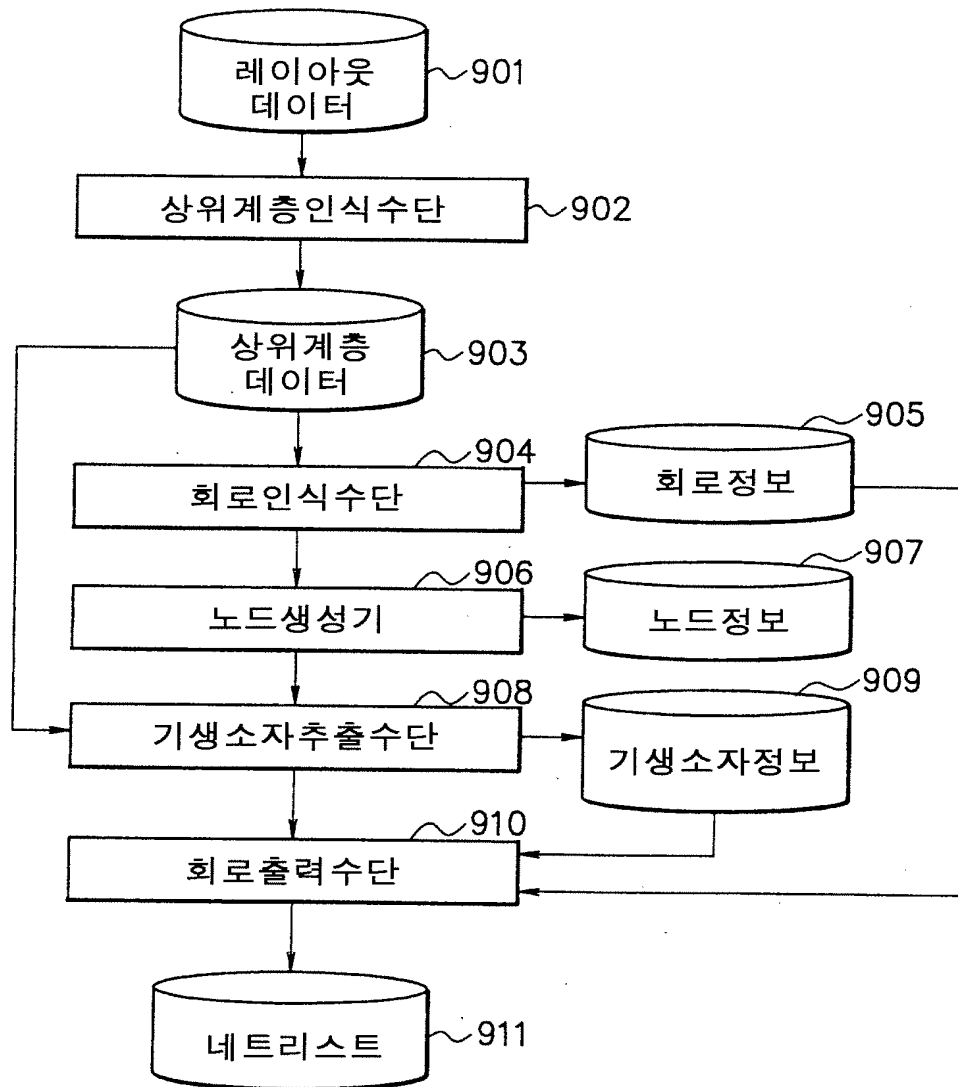 레이아웃
데이터
901
상위계층인식수단
902
상위계층
데이터
903
904
회로인식수단
905
회로정보
906
노드생성기
907
노드정보
908
기생소자추출수단
909
기생소자정보
910
회로출력수단
네트리스트
911